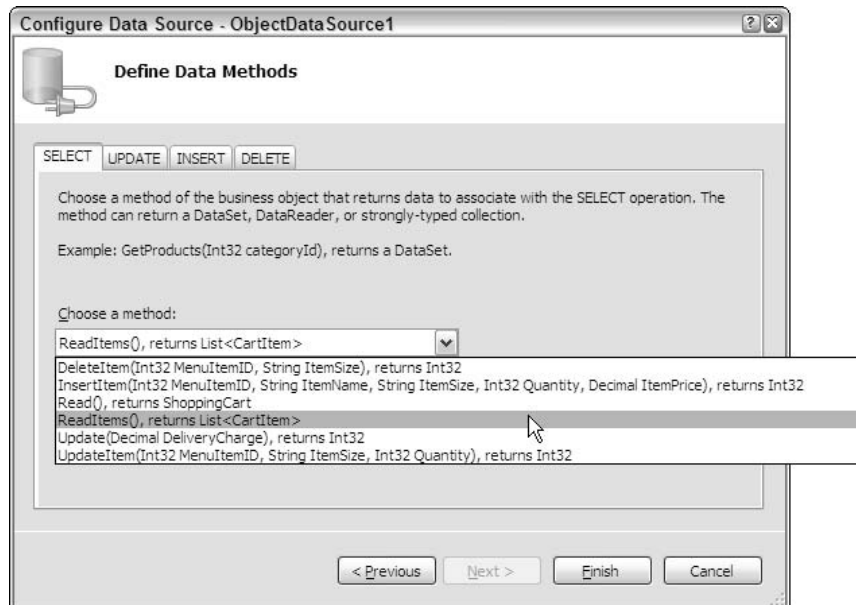 Configure Data Source - ObjectDataSource1
Define Data Methods
SELECT UPDATE INSERT DELETE
Choose a method of the business object that returns data to associate with the SELECT operation. The
method can return a DataSet, DataReader, or strongly-typed collection.
Example: GetProducts(Int32 categoryId), returns a DataSet.
Choose a method:
ReadItems(), returns List<CartItem>
DeleteItem(Int32 MenuItemID, String ItemSize), returns Int32
InsertItem(Int32 MenuItemID, String ItemName, String ItemSize, Int32 Quantity, Decimal ItemPrice), returns Int32
Read(), returns ShoppingCart
ReadItems(), returns List<CartItem>
Update(Decimal DeliveryCharge), returns Int32
UpdateItem(Int32 MenuItemID, String ItemSize, Int32 Quantity), returns Int32
< Previous Next > Finish Cancel